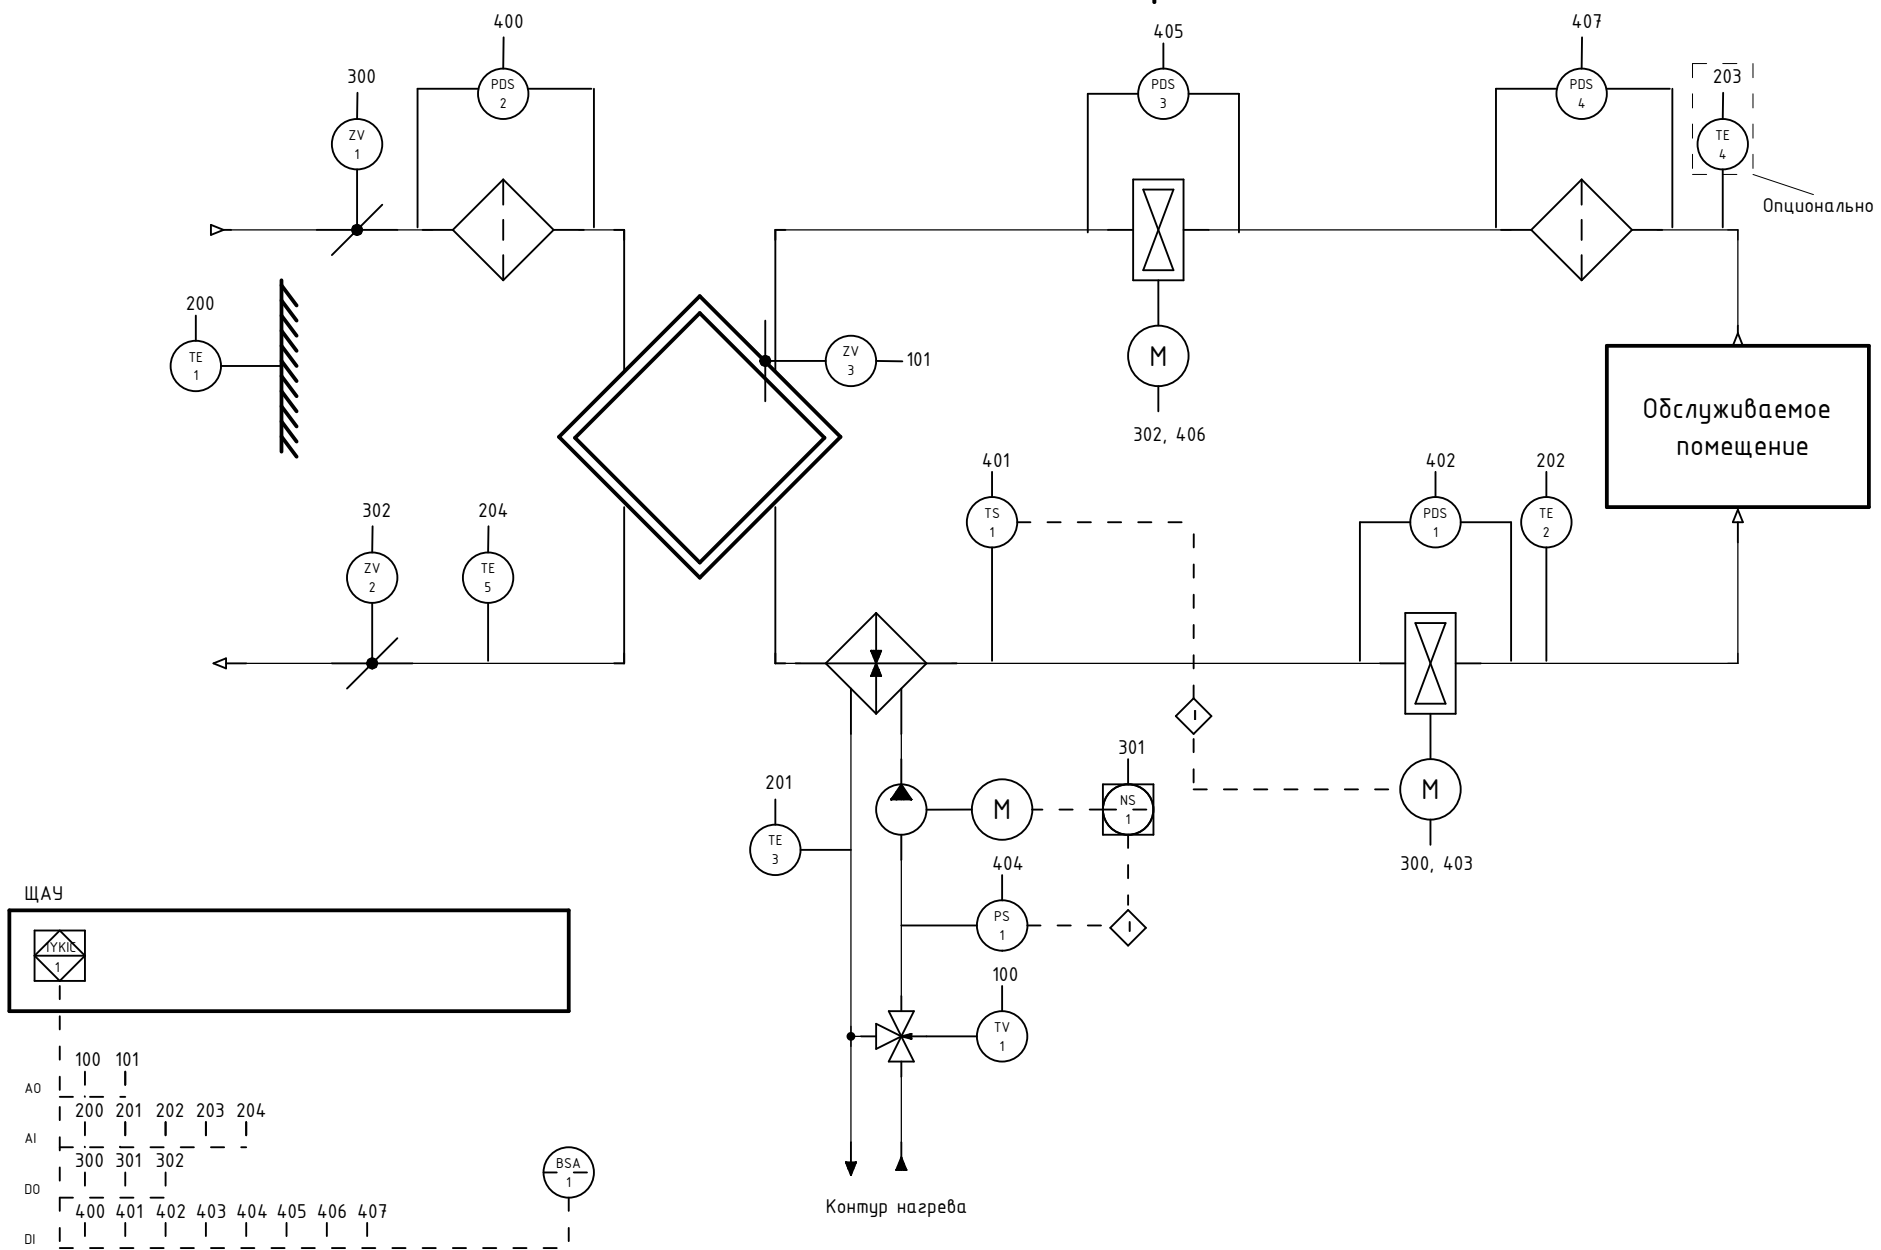 400
405
407
300
203
PDS
2
PDS
3
PDS
4
ZV
1
TE
4
Опционально
200
TE
1
ZV
3
101
M
302, 406
Обслуживаемое
помещение
302
204
401
402
202
TS
1
PDS
1
TE
2
ZV
2
TE
5
301
201
M
NS
1
M
TE
3
404
300, 403
ЩАУ
PS
1
TYKIC
1
100
TV
1
100 101
AO
200 201 202 203 204
AI
300 301 302
BSA
1
DO
400 401 402 403 404 405 406 407
Контур нагрева
DI